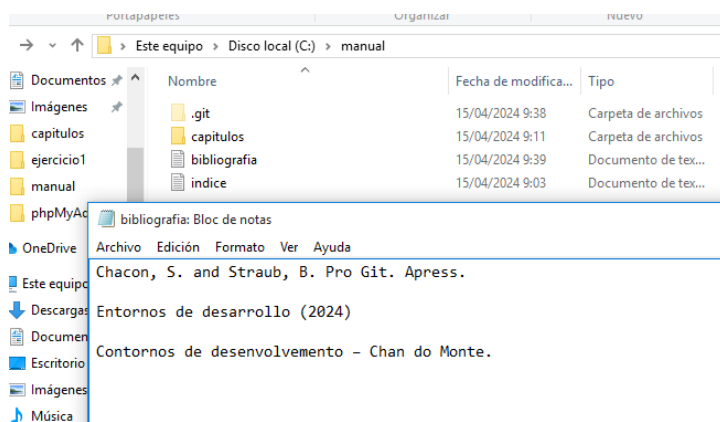 Portapapeles Organizar Nuevo
Este equipo > Disco local (C:) > manual
Documentos Nombre Fecha de modifica... Tipo
Imágenes .git 15/04/2024 9:38 Carpeta de archivos
capitulos capitulos 15/04/2024 9:11 Carpeta de archivos
ejercicio1 bibliografia 15/04/2024 9:39 Documento de tex...
manual indice 15/04/2024 9:03 Documento de tex...
phpMyAd bibliografia: Bloc de notas
OneDrive Archivo Edición Formato Ver Ayuda
Chacon, S. and Straub, B. Pro Git. Apress.
Este equipo
Descargas Entornos de desarrollo (2024)
Documen
Escritorio Contornos de desenvolvemento – Chan do Monte.
Imágenes
Música